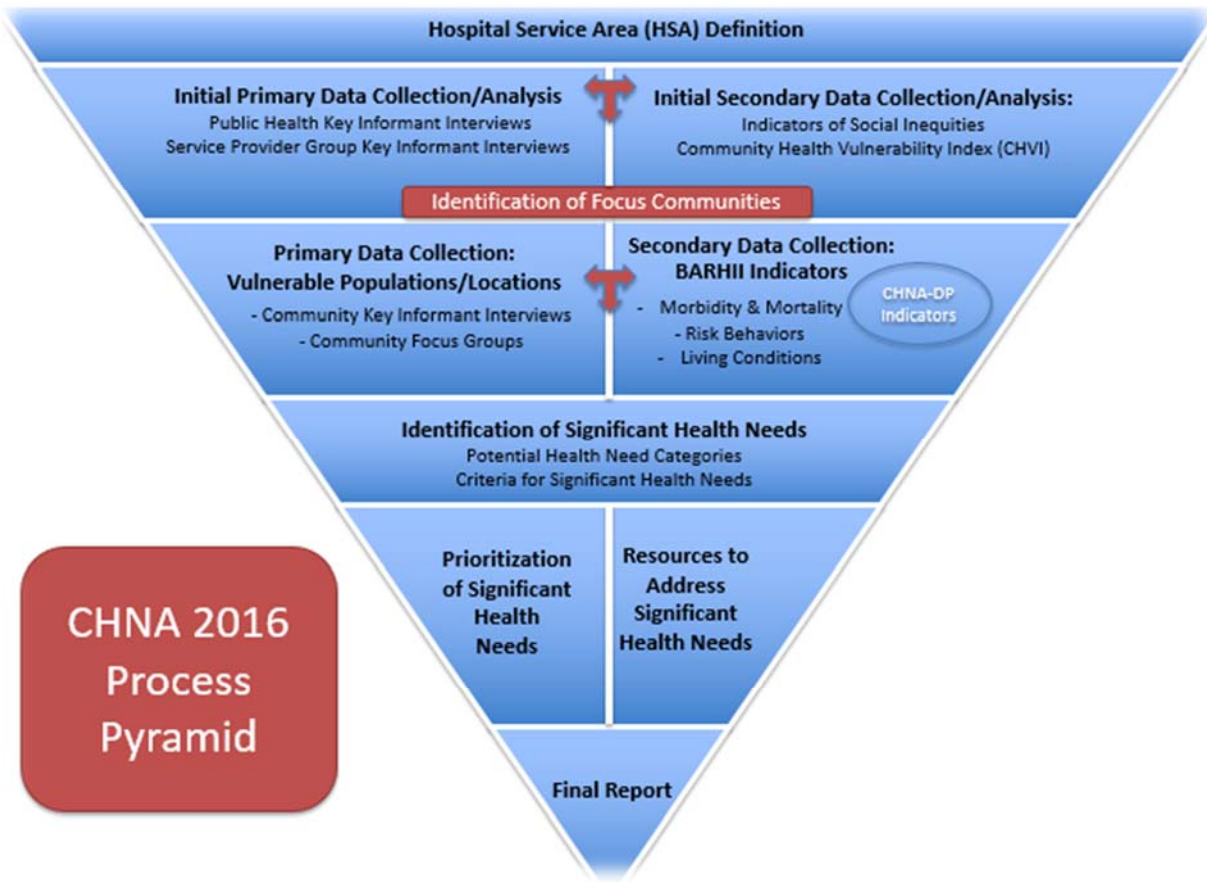 Hospital Service Area (HSA) Definition
Initial Primary Data Collection/Analysis
Public Health Key Informant Interviews
Service Provider Group Key Informant Interviews
Initial Secondary Data Collection/Analysis:
Indicators of Social Inequities
Community Health Vulnerability Index (CHVI)
Identification of Focus Communities
Primary Data Collection:
Vulnerable Populations/Locations
- Community Key Informant Interviews
- Community Focus Groups
Secondary Data Collection:
BARHII Indicators
- Morbidity & Mortality
- Risk Behaviors
- Living Conditions
CHNA-DP
Indicators
Identification of Significant Health Needs
Potential Health Need Categories
Criteria for Significant Health Needs
Prioritization
of Significant
Health
Needs
Resources to
Address
Significant
Health Needs
CHNA 2016
Process
Pyramid
Final Report